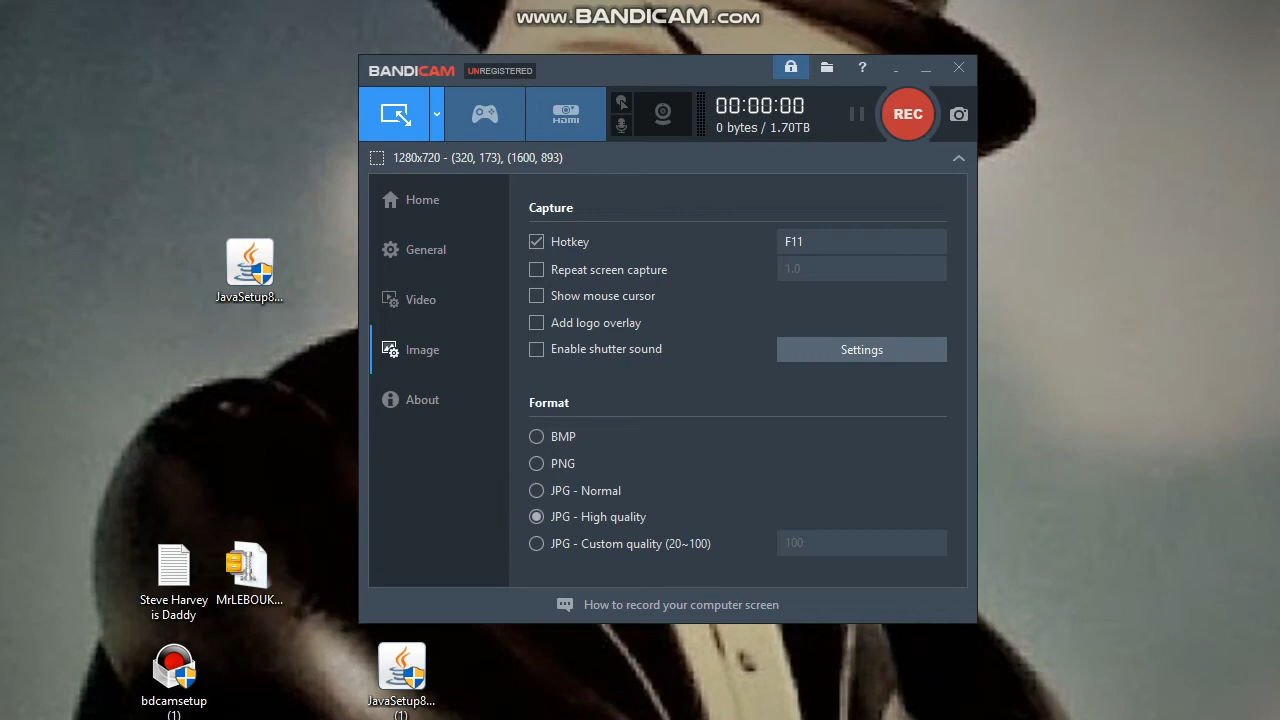 www.BANDICAM.com
BANDICAM UNREGISTERED
?
HDMI
00:00:00
0 bytes / 1.70TB
REC
1280x720 - (320, 173), (1600, 893)
Home
General
Video
Image
About
Capture
Hotkey F11
Repeat screen capture 1.0
Show mouse cursor
Add logo overlay
Enable shutter sound Settings
Format
BMP
PNG
JPG - Normal
JPG - High quality
JPG - Custom quality (20~100) 100
How to record your computer screen
JavaSetup8...
Steve Harvey
is Daddy
MrLEBOUK...
bdcamsetup
(1)
JavaSetup8...
(1)